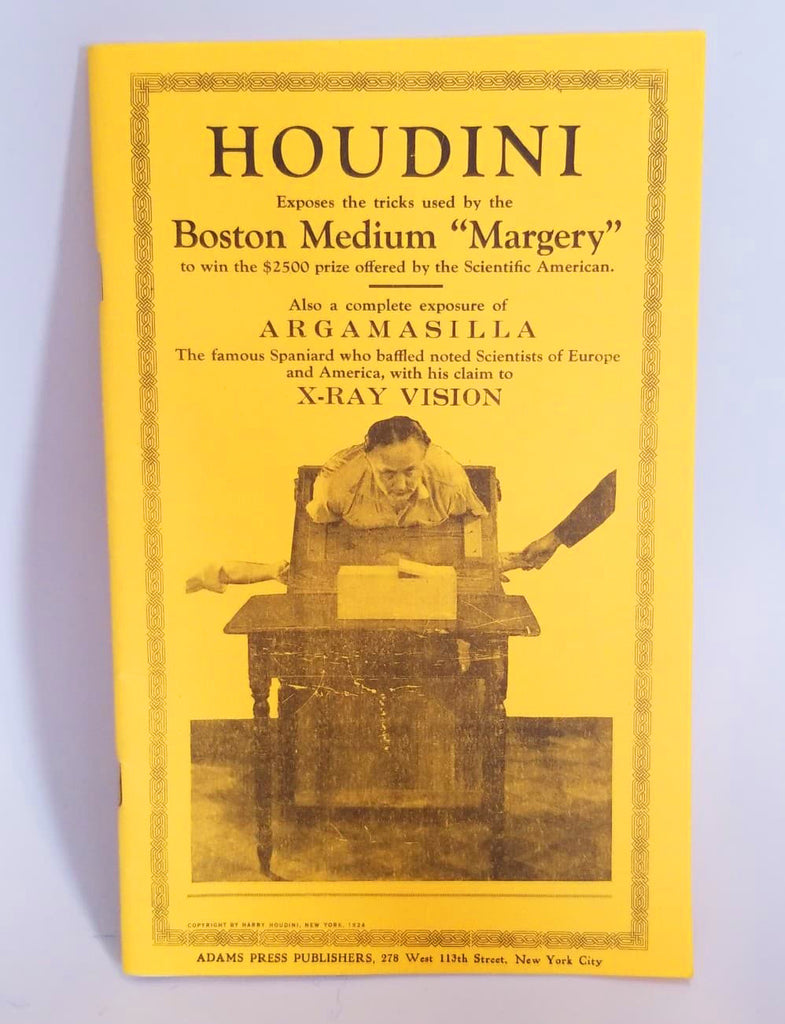 HOUDINI
Exposes the tricks used by the
Boston Medium “Margery”
to win the $2500 prize offered by the Scientific American.
Also a complete exposure of
ARGAMASILLA
The famous Spaniard who baffled noted Scientists of Europe
and America, with his claim to
X-RAY VISION
COPYRIGHT BY HARRY HOUDINI, NEW YORK, 1924
ADAMS PRESS PUBLISHERS, 278 West 113th Street, New York City